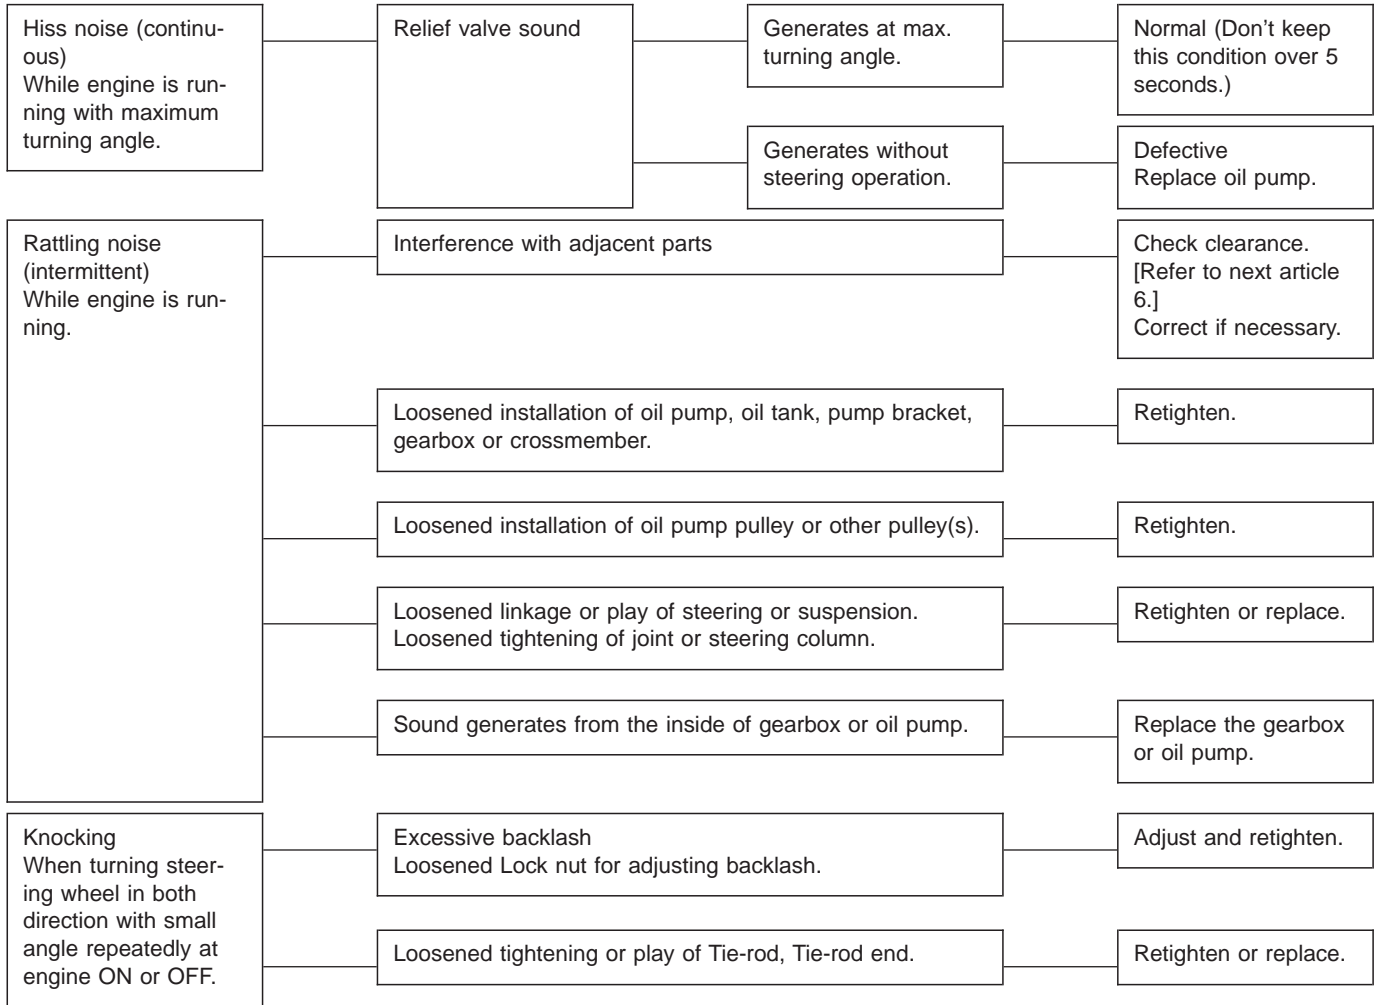 Hiss noise (continu-
ous)
While engine is run-
ning with maximum
turning angle.
Relief valve sound
Generates at max.
turning angle.
Normal (Don't keep
this condition over 5
seconds.)
Generates without
steering operation.
Defective
Replace oil pump.
Rattling noise
(intermittent)
While engine is run-
ning.
Interference with adjacent parts
Check clearance.
[Refer to next article
6.]
Correct if necessary.
Loosened installation of oil pump, oil tank, pump bracket,
gearbox or crossmember.
Retighten.
Loosened installation of oil pump pulley or other pulley(s).
Retighten.
Loosened linkage or play of steering or suspension.
Loosened tightening of joint or steering column.
Retighten or replace.
Sound generates from the inside of gearbox or oil pump.
Replace the gearbox
or oil pump.
Knocking
When turning steer-
ing wheel in both
direction with small
angle repeatedly at
engine ON or OFF.
Excessive backlash
Loosened Lock nut for adjusting backlash.
Adjust and retighten.
Loosened tightening or play of Tie-rod, Tie-rod end.
Retighten or replace.